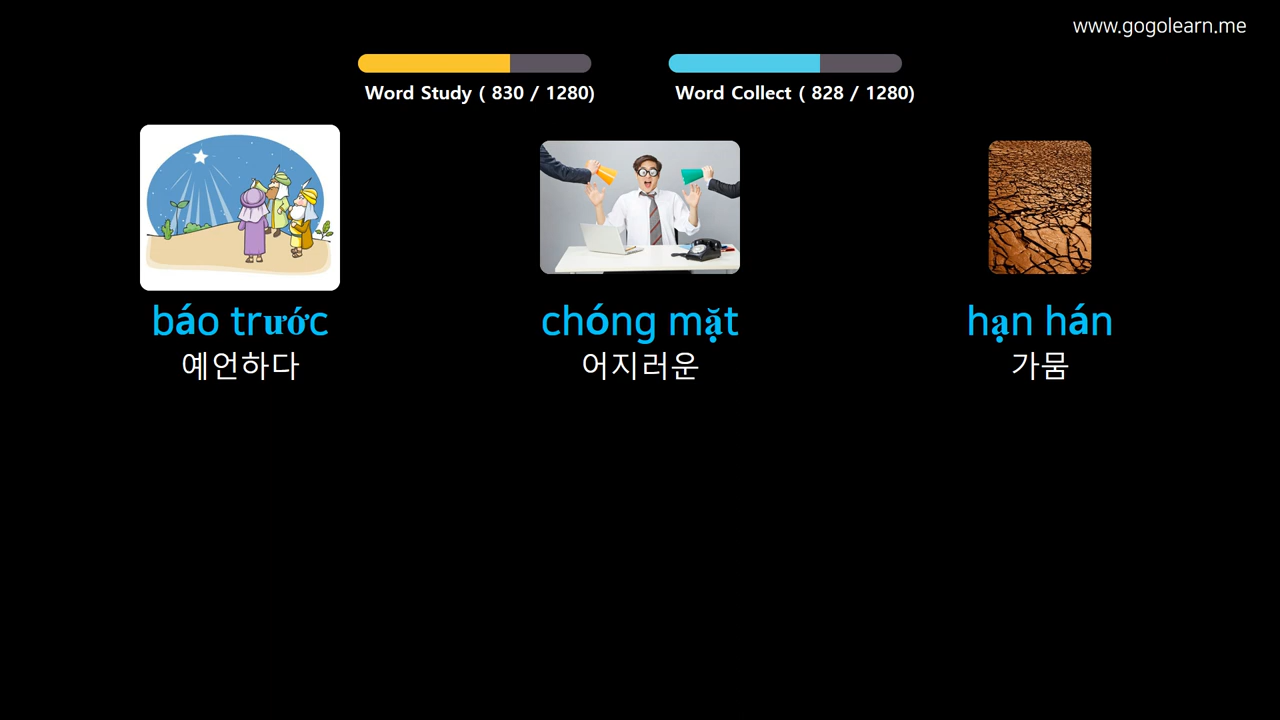 www.gogolearn.me
Word Study ( 830 / 1280)
Word Collect ( 828 / 1280)
báo trước
chóng mặt
hạn hán
예언하다
어지러운
가뭄